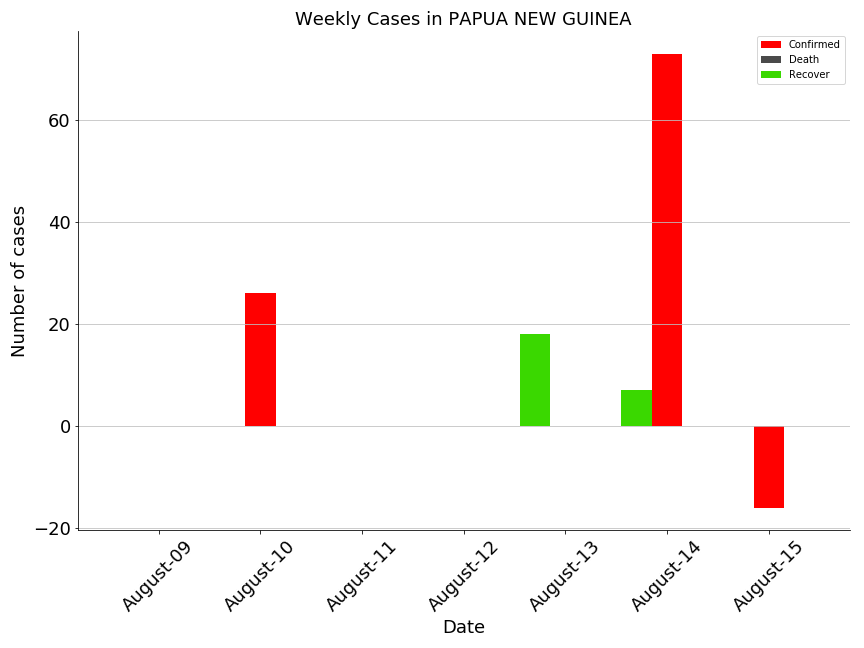 Weekly Cases in PAPUA NEW GUINEA
Confirmed
Death
Recover
Number of cases
60
40
20
0
−20
August-09
August-10
August-11
August-12
August-13
August-14
August-15
Date